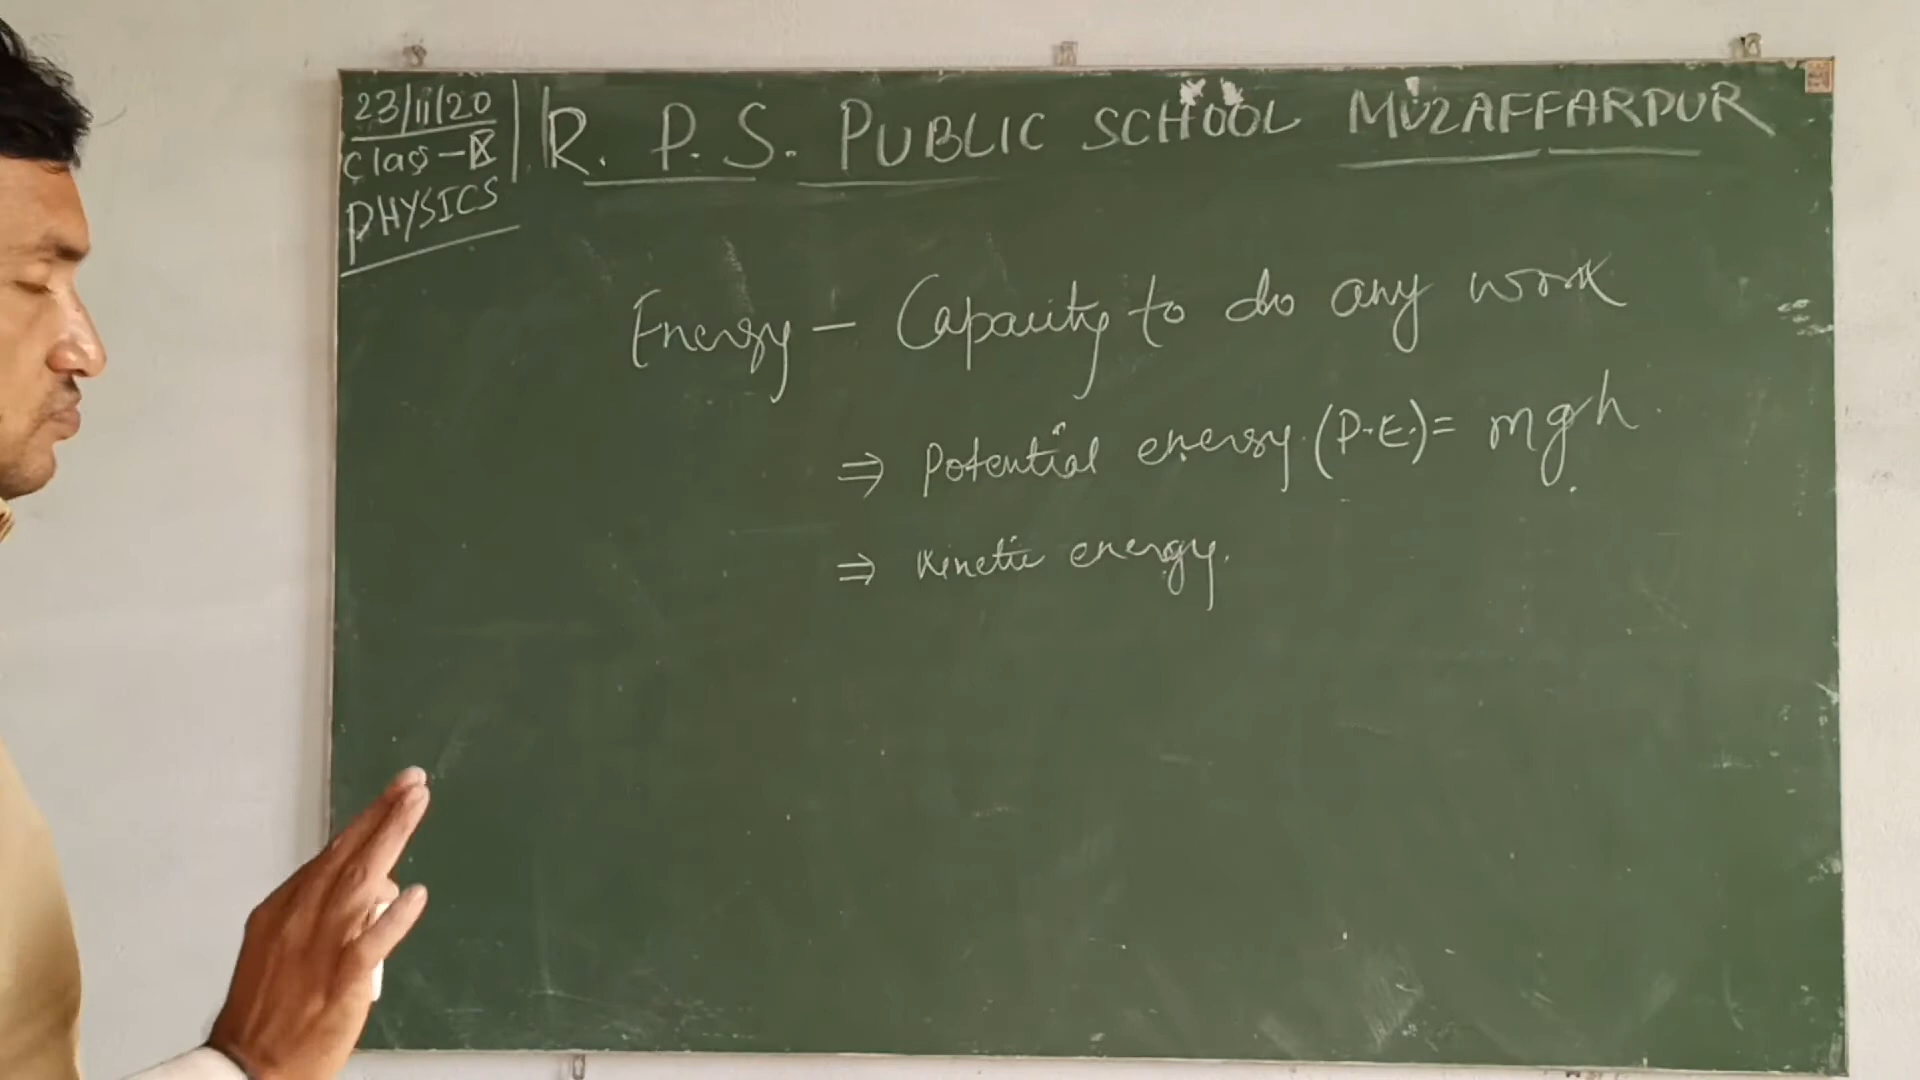 23/11/20
Class - IX
PHYSICS
R. P. S. PUBLIC SCHOOL MUZAFFARPUR
Energy - Capacity to do any work
⇒ Potential energy. (P.E.) = mgh.
⇒ Kinetic energy.